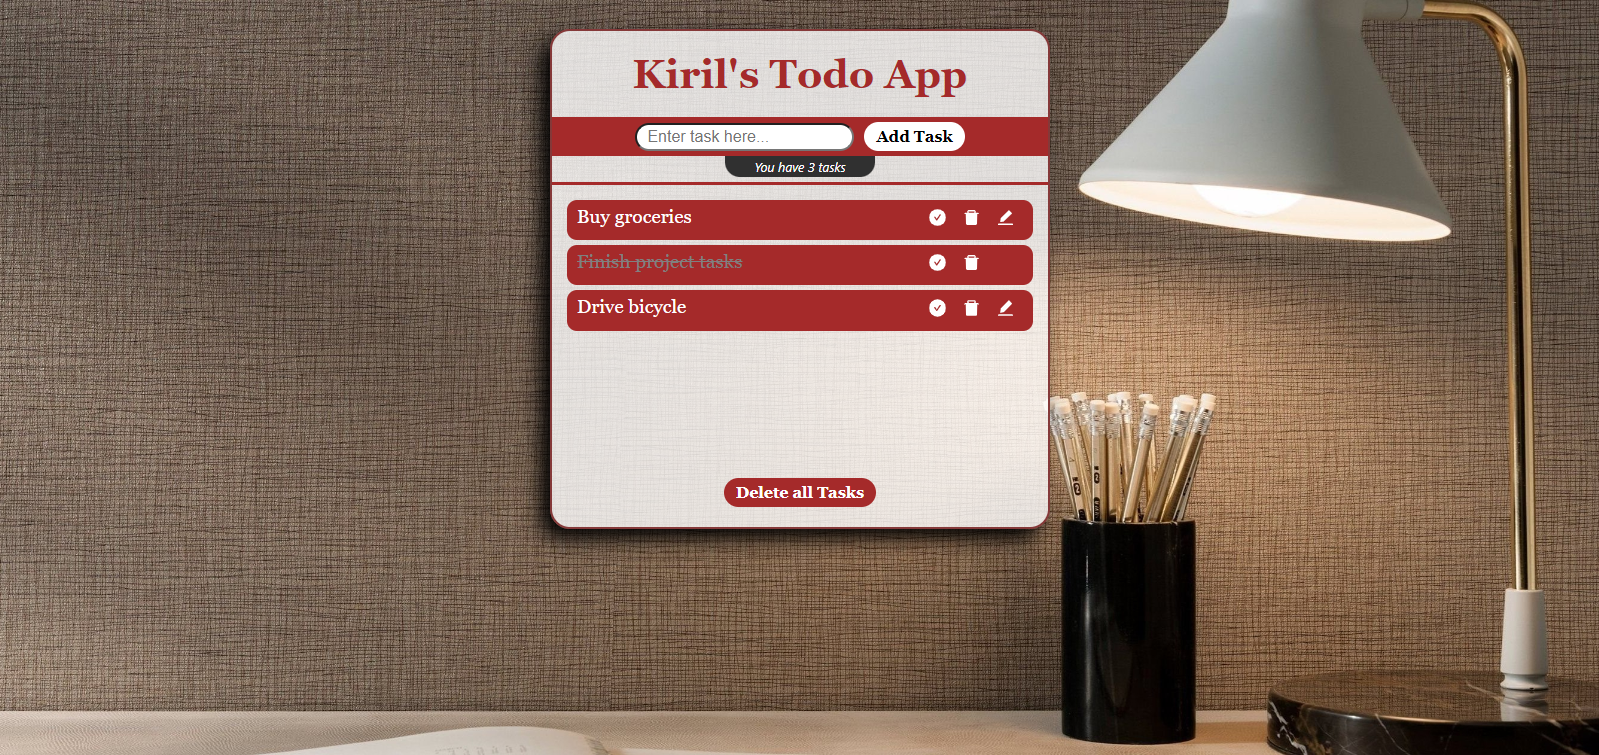 Kiril's Todo App
Enter task here...
Add Task
You have 3 tasks
Buy groceries
Finish project tasks
Drive bicycle
Delete all Tasks